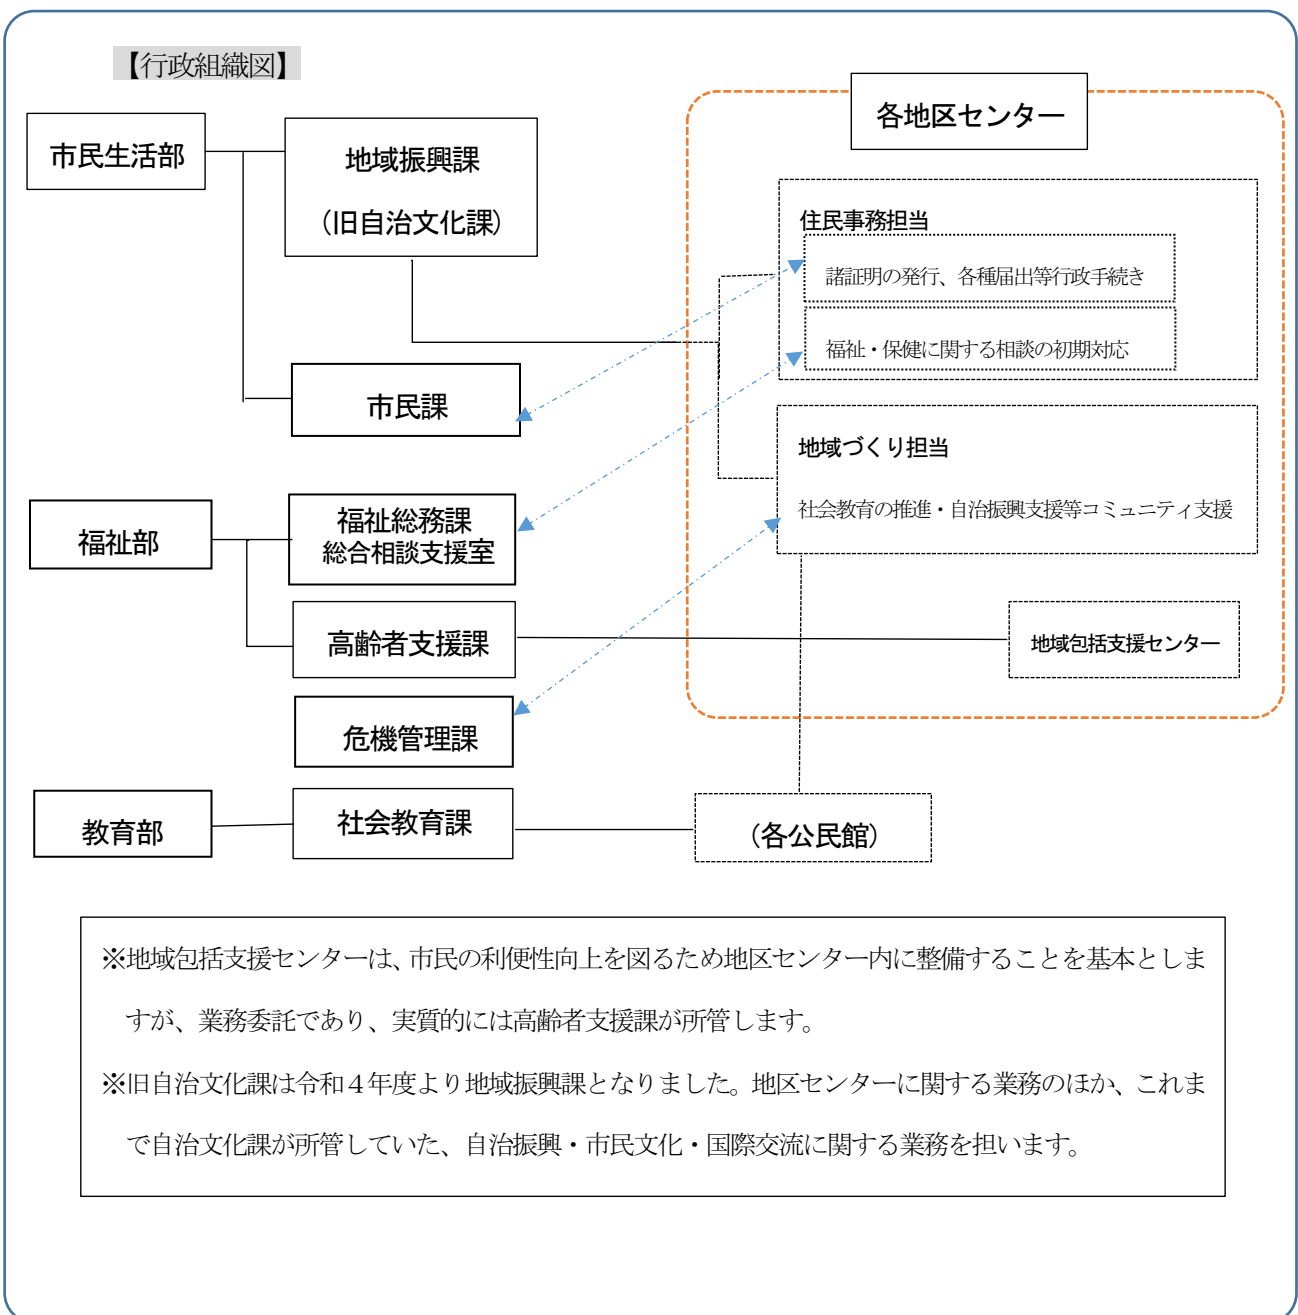 【行政組織図】
各地区センター
市民生活部
地域振興課
（旧自治文化課）
住民事務担当
諸証明の発行、各種届出等行政手続き
福祉・保健に関する相談の初期対応
市民課
地域づくり担当
社会教育の推進・自治振興支援等コミュニティ支援
福祉部
福祉総務課
総合相談支援室
高齢者支援課
地域包括支援センター
危機管理課
教育部
社会教育課
（各公民館）
※地域包括支援センターは、市民の利便性向上を図るため地区センター内に整備することを基本としま
すが、業務委託であり、実質的には高齢者支援課が所管します。
※旧自治文化課は令和４年度より地域振興課となりました。地区センターに関する業務のほか、これま
で自治文化課が所管していた、自治振興・市民文化・国際交流に関する業務を担います。